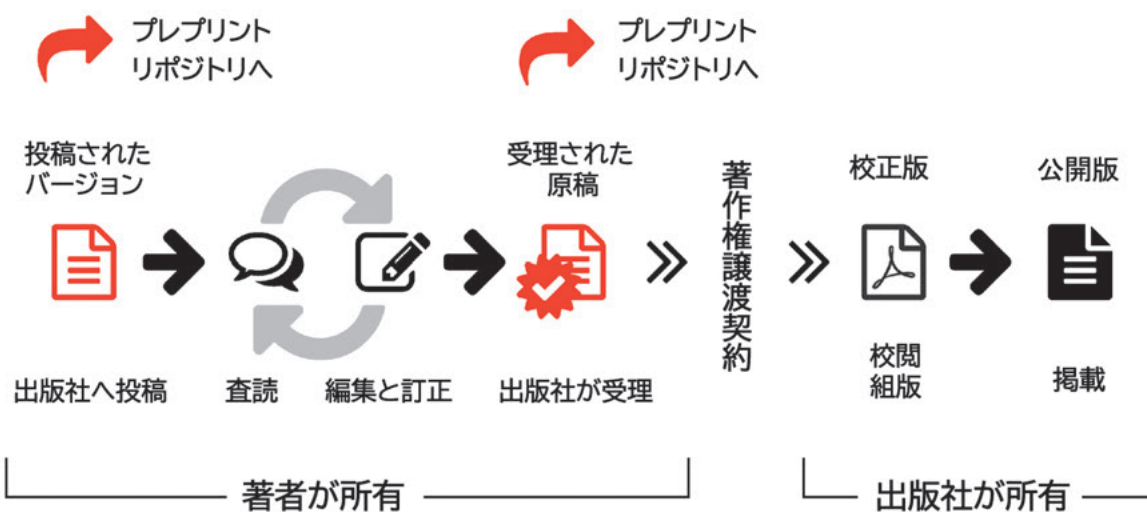 プレプリント
リポジトリへ
プレプリント
リポジトリへ
投稿された
バージョン
受理された
原稿
著作権譲渡契約
校正版
公開版
出版社へ投稿
査読
編集と訂正
出版社が受理
校閲
組版
掲載
著者が所有
出版社が所有